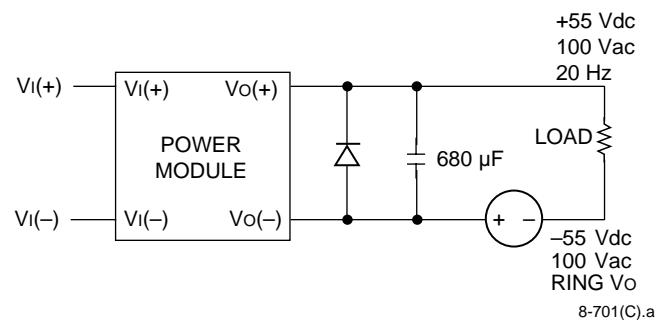 +55 Vdc
100 Vac
20 Hz
VI(+)
VI(+)
VO(+)
POWER
MODULE
680 µF
LOAD
VI(–)
VI(–)
VO(–)
+
–
–55 Vdc
100 Vac
RING VO
8-701(C).a